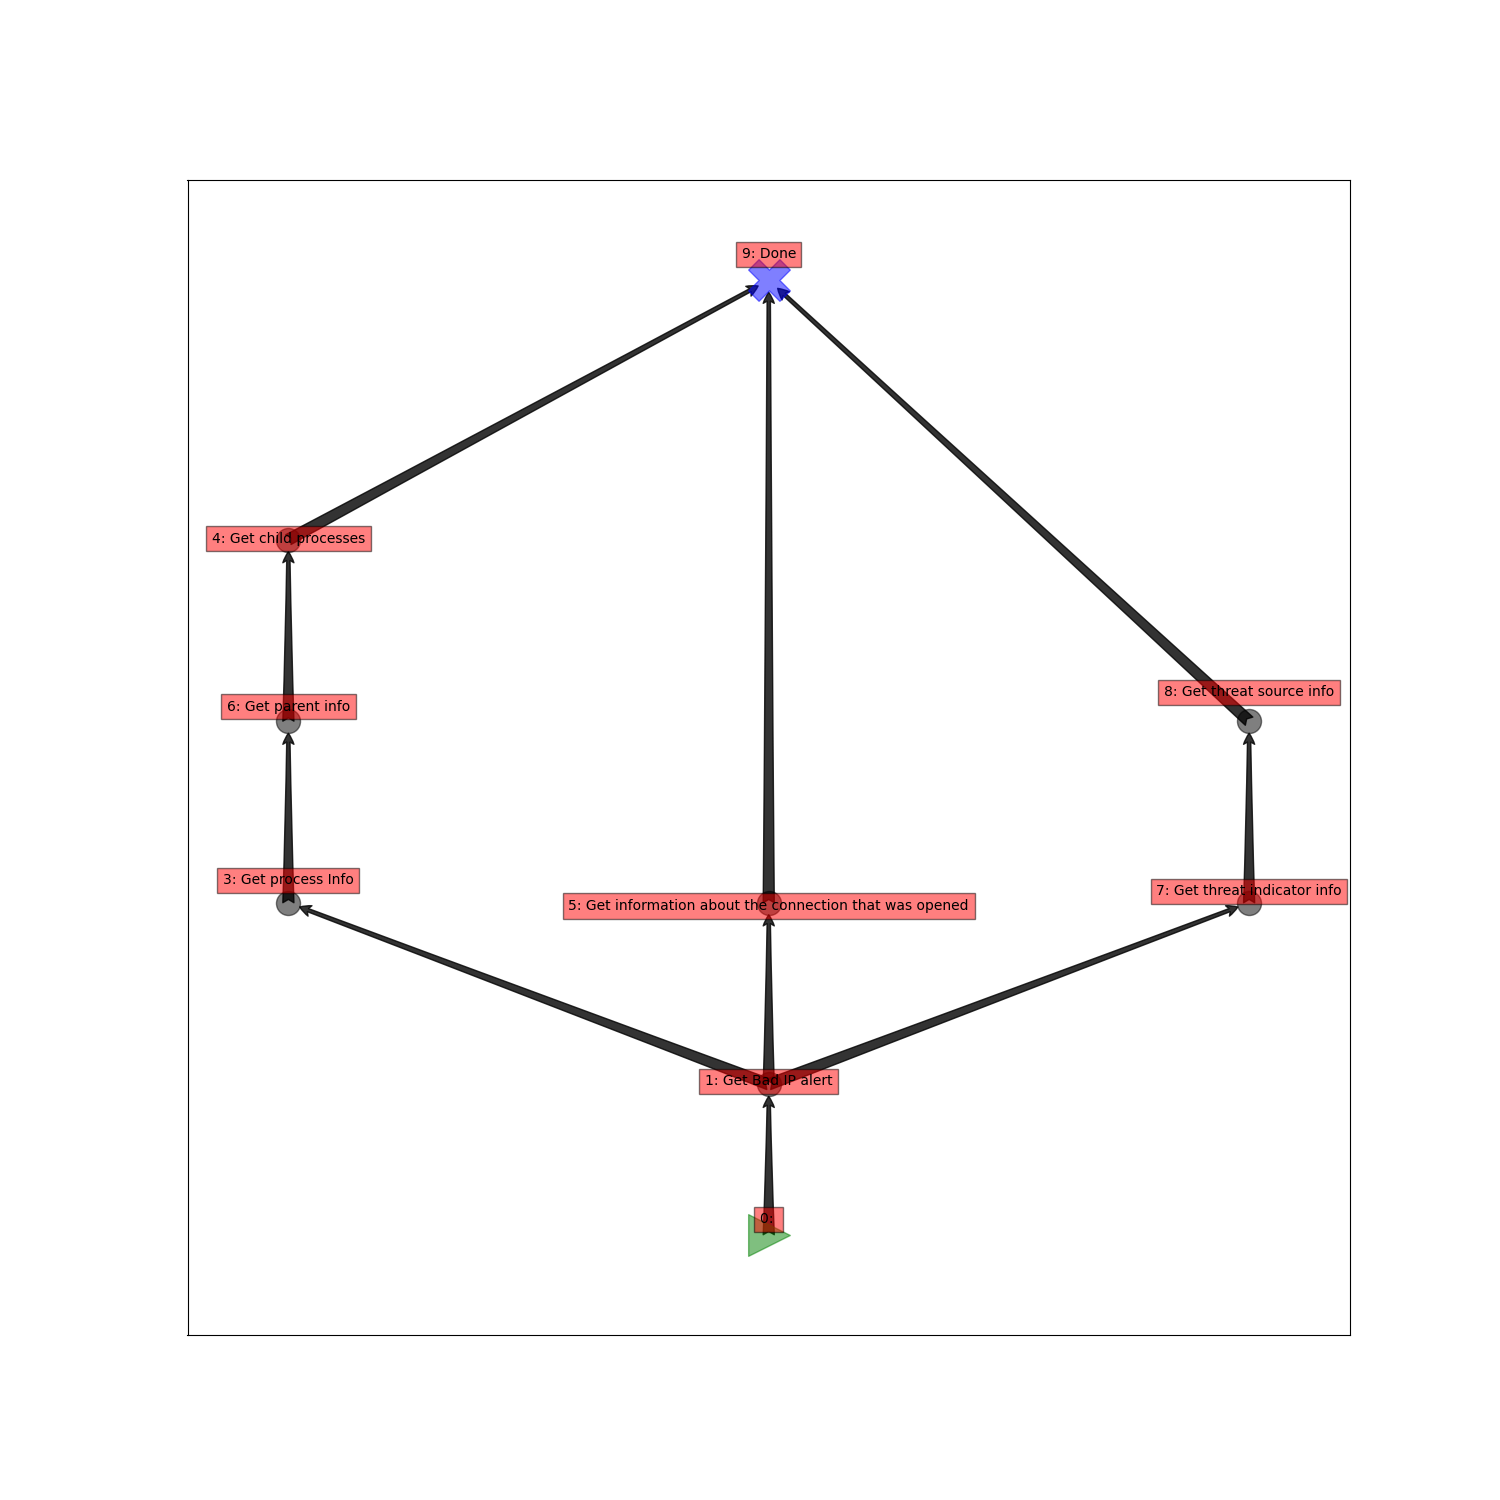 9: Done
4: Get child processes
8: Get threat source info
6: Get parent info
3: Get process Info
7: Get threat indicator info
5: Get information about the connection that was opened
1: Get Bad IP alert
0: